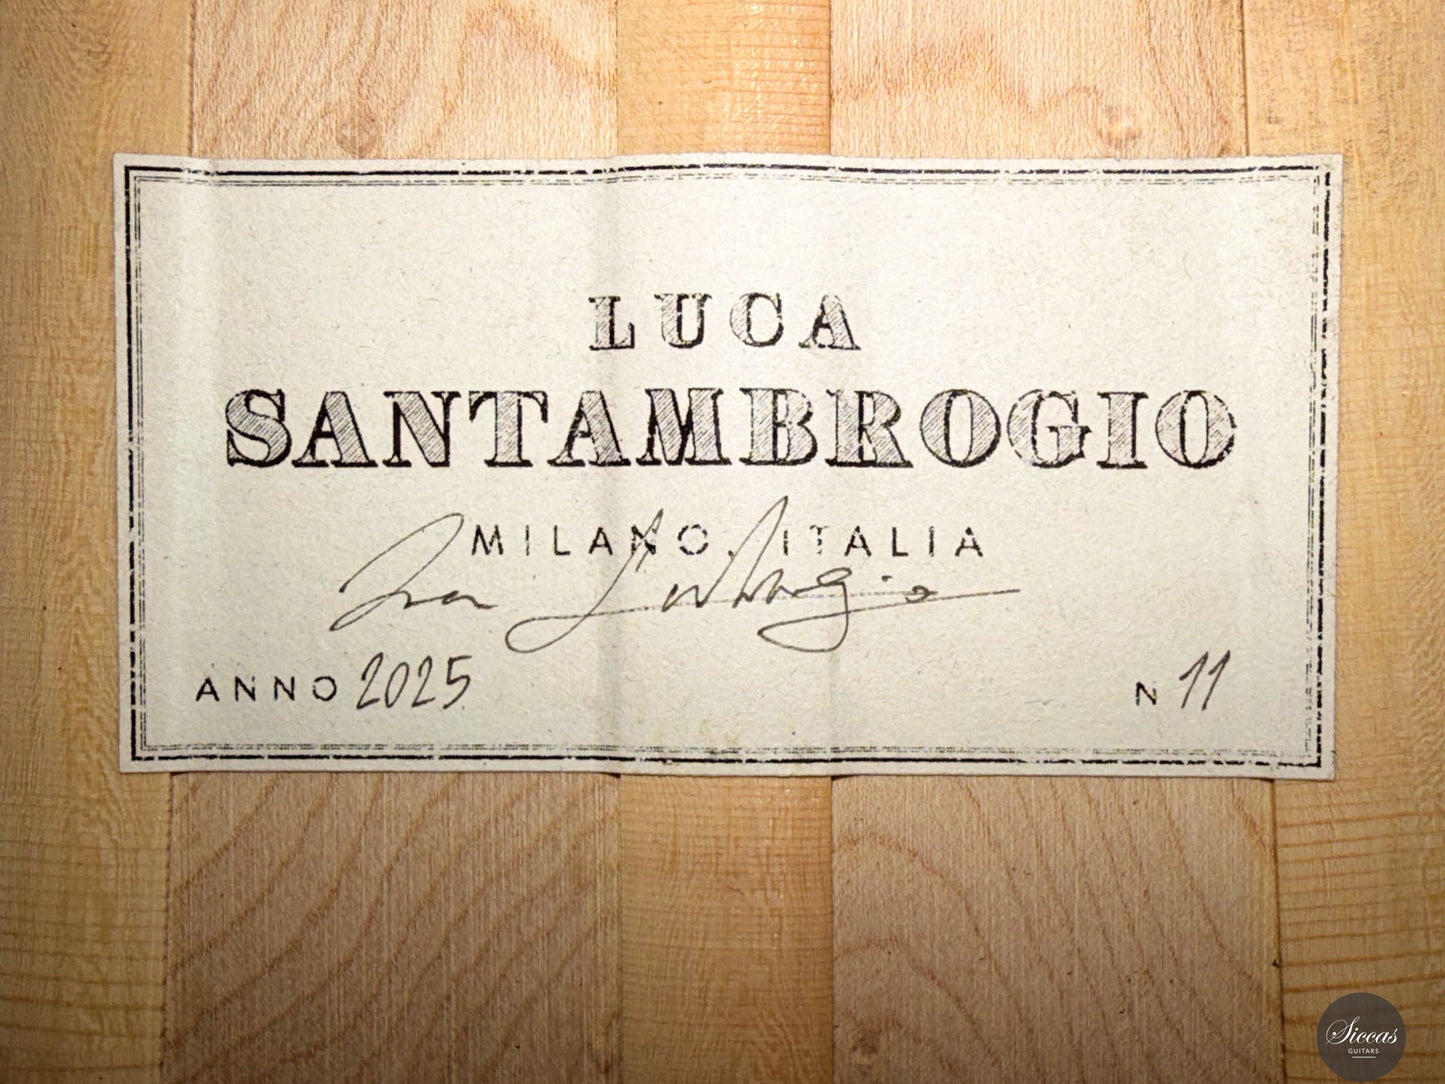 LUCA
SANTAMBROGIO
MILANO, ITALIA
ANNO 2025
N 11
Siccas
GUITARS